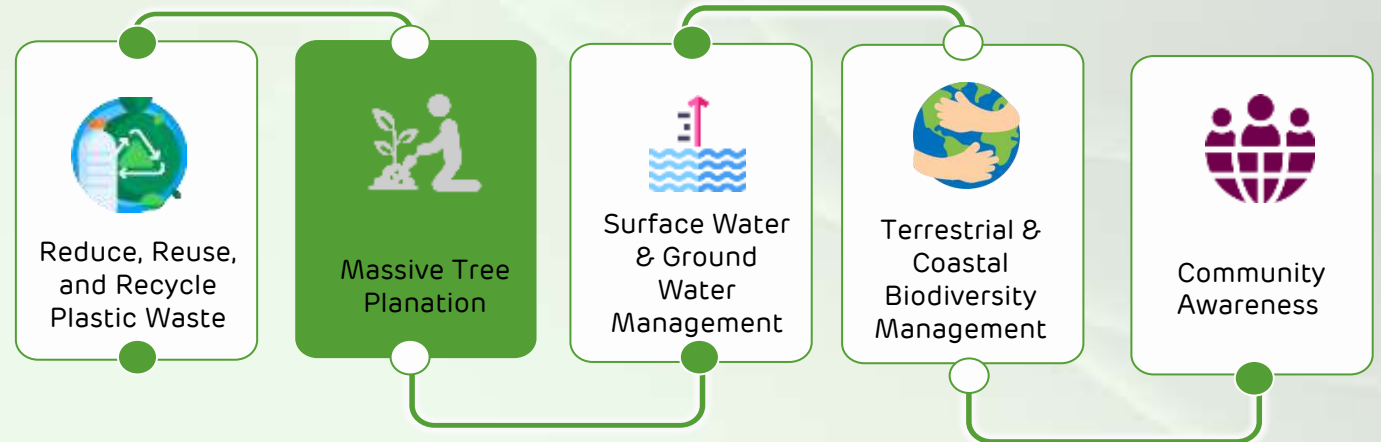 Reduce, Reuse,
and Recycle
Plastic Waste
Massive Tree
Planation
Surface Water
& Ground
Water
Management
Terrestrial &
Coastal
Biodiversity
Management
Community
Awareness